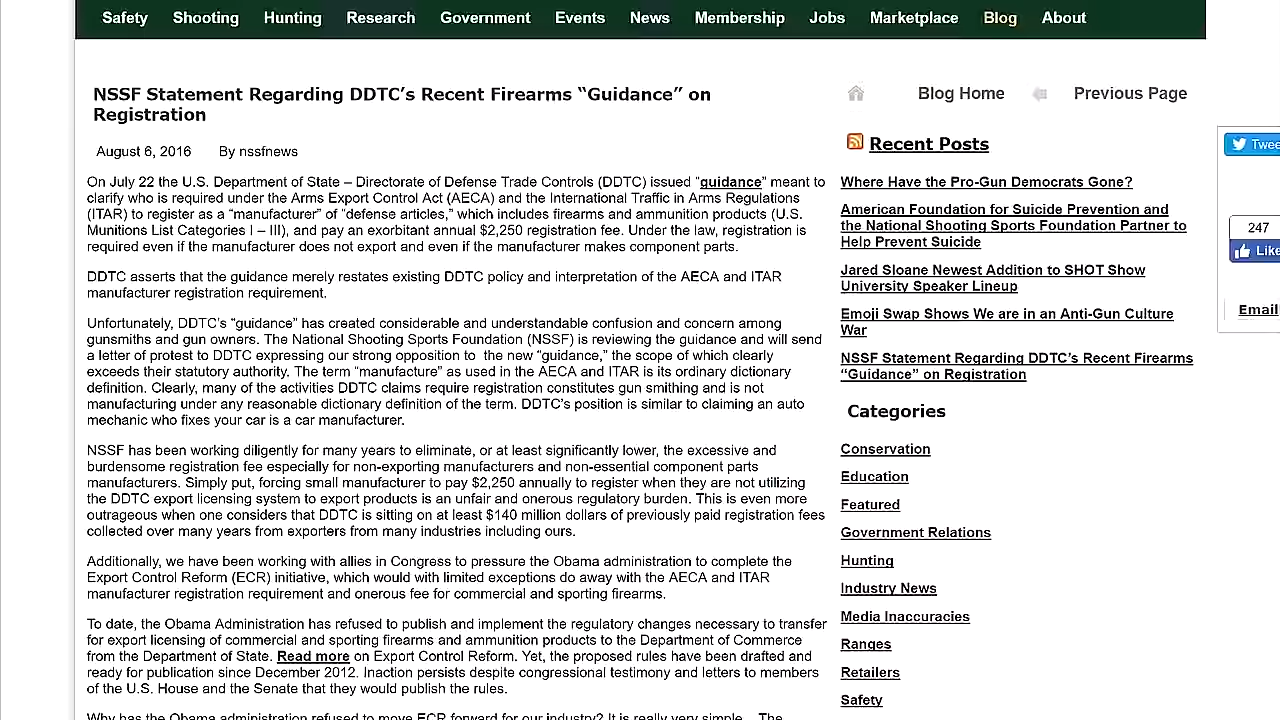 Safety Shooting Hunting Research Government Events News Membership Jobs Marketplace Blog About
NSSF Statement Regarding DDTC’s Recent Firearms “Guidance” on
Registration
August 6, 2016 By nssfnews
On July 22 the U.S. Department of State – Directorate of Defense Trade Controls (DDTC) issued “guidance” meant to
clarify who is required under the Arms Export Control Act (AECA) and the International Traffic in Arms Regulations
(ITAR) to register as a “manufacturer” of “defense articles,” which includes firearms and ammunition products (U.S.
Munitions List Categories I – III), and pay an exorbitant annual $2,250 registration fee. Under the law, registration is
required even if the manufacturer does not export and even if the manufacturer makes component parts.
DDTC asserts that the guidance merely restates existing DDTC policy and interpretation of the AECA and ITAR
manufacturer registration requirement.
Unfortunately, DDTC’s “guidance” has created considerable and understandable confusion and concern among
gunsmiths and gun owners. The National Shooting Sports Foundation (NSSF) is reviewing the guidance and will send
a letter of protest to DDTC expressing our strong opposition to the new “guidance,” the scope of which clearly
exceeds their statutory authority. The term “manufacture” as used in the AECA and ITAR is its ordinary dictionary
definition. Clearly, many of the activities DDTC claims require registration constitutes gun smithing and is not
manufacturing under any reasonable dictionary definition of the term. DDTC’s position is similar to claiming an auto
mechanic who fixes your car is a car manufacturer.
NSSF has been working diligently for many years to eliminate, or at least significantly lower, the excessive and
burdensome registration fee especially for non-exporting manufacturers and non-essential component parts
manufacturers. Simply put, forcing small manufacturer to pay $2,250 annually to register when they are not utilizing
the DDTC export licensing system to export products is an unfair and onerous regulatory burden. This is even more
outrageous when one considers that DDTC is sitting on at least $140 million dollars of previously paid registration fees
collected over many years from exporters from many industries including ours.
Additionally, we have been working with allies in Congress to pressure the Obama administration to complete the
Export Control Reform (ECR) initiative, which would with limited exceptions do away with the AECA and ITAR
manufacturer registration requirement and onerous fee for commercial and sporting firearms.
To date, the Obama Administration has refused to publish and implement the regulatory changes necessary to transfer
for export licensing of commercial and sporting firearms and ammunition products to the Department of Commerce
from the Department of State. Read more on Export Control Reform. Yet, the proposed rules have been drafted and
ready for publication since December 2012. Inaction persists despite congressional testimony and letters to members
of the U.S. House and the Senate that they would publish the rules.
Why has the Obama administration refused to move ECR forward for our industry? It is really very simple... The
Blog Home Previous Page
Recent Posts
Where Have the Pro-Gun Democrats Gone?
American Foundation for Suicide Prevention and
the National Shooting Sports Foundation Partner to
Help Prevent Suicide
Jared Sloane Newest Addition to SHOT Show
University Speaker Lineup
Emoji Swap Shows We are in an Anti-Gun Culture
War
NSSF Statement Regarding DDTC’s Recent Firearms
“Guidance” on Registration
Categories
Conservation
Education
Featured
Government Relations
Hunting
Industry News
Media Inaccuracies
Ranges
Retailers
Safety
Twee
247
Like
Email